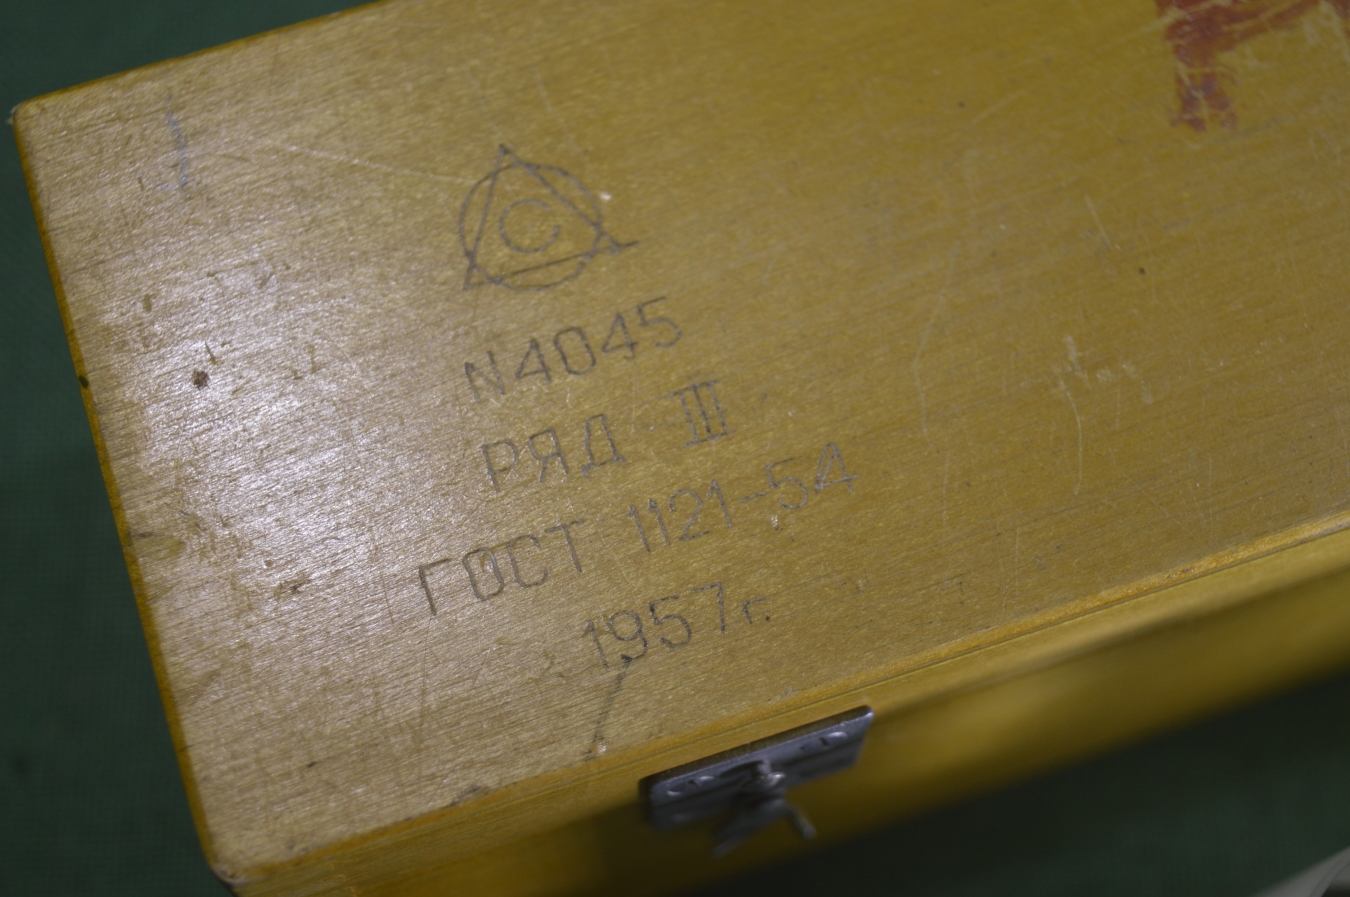 С
N4045
РЯД III
ГОСТ 1121-54
1957г.